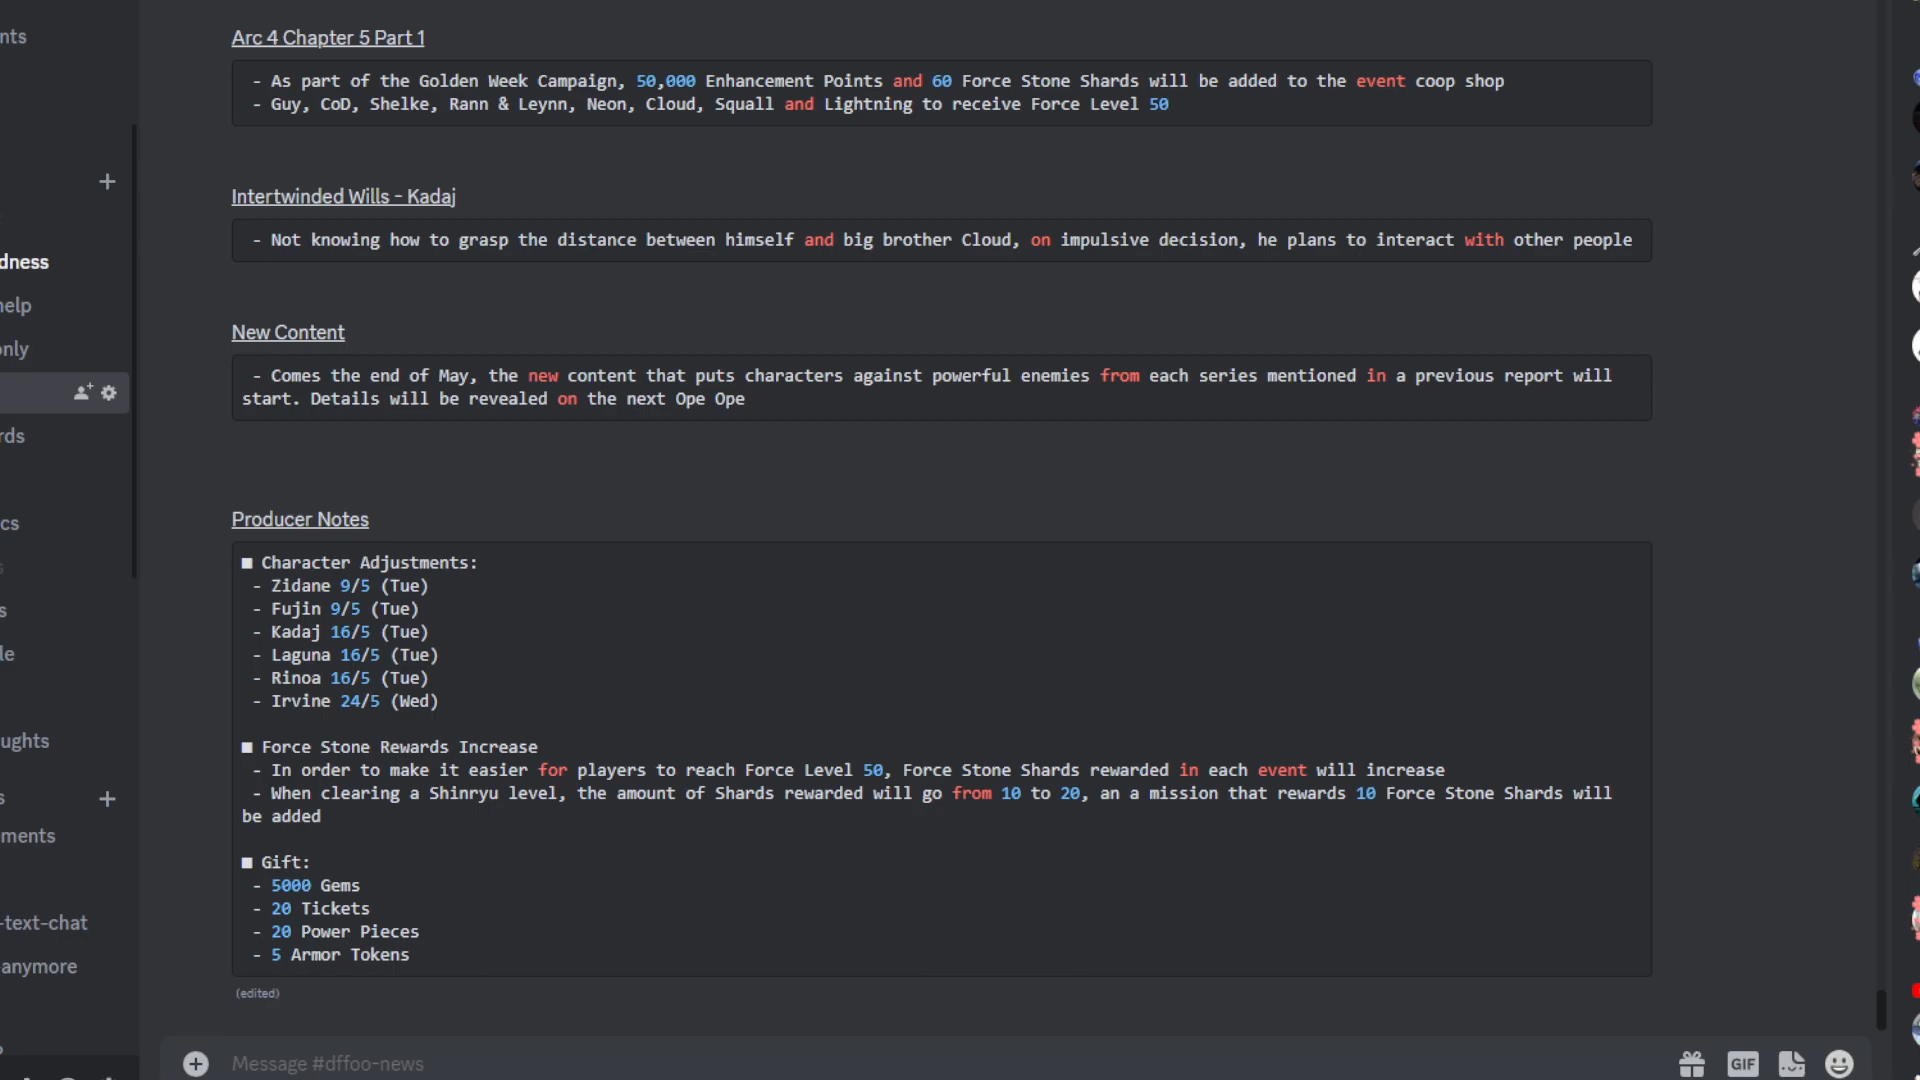 nts
dness
help
only
rds
cs
s
s
le
ughts
s
ments
-text-chat
anymore
Arc 4 Chapter 5 Part 1
- As part of the Golden Week Campaign, 50,000 Enhancement Points and 60 Force Stone Shards will be added to the event coop shop
- Guy, CoD, Shelke, Rann & Leynn, Neon, Cloud, Squall and Lightning to receive Force Level 50
Intertwinded Wills - Kadaj
- Not knowing how to grasp the distance between himself and big brother Cloud, on impulsive decision, he plans to interact with other people
New Content
- Comes the end of May, the new content that puts characters against powerful enemies from each series mentioned in a previous report will
start. Details will be revealed on the next Ope Ope
Producer Notes
■ Character Adjustments:
- Zidane 9/5 (Tue)
- Fujin 9/5 (Tue)
- Kadaj 16/5 (Tue)
- Laguna 16/5 (Tue)
- Rinoa 16/5 (Tue)
- Irvine 24/5 (Wed)
■ Force Stone Rewards Increase
- In order to make it easier for players to reach Force Level 50, Force Stone Shards rewarded in each event will increase
- When clearing a Shinryu level, the amount of Shards rewarded will go from 10 to 20, an a mission that rewards 10 Force Stone Shards will
be added
■ Gift:
- 5000 Gems
- 20 Tickets
- 20 Power Pieces
- 5 Armor Tokens
(edited)
Message #dffoo-news
GIF